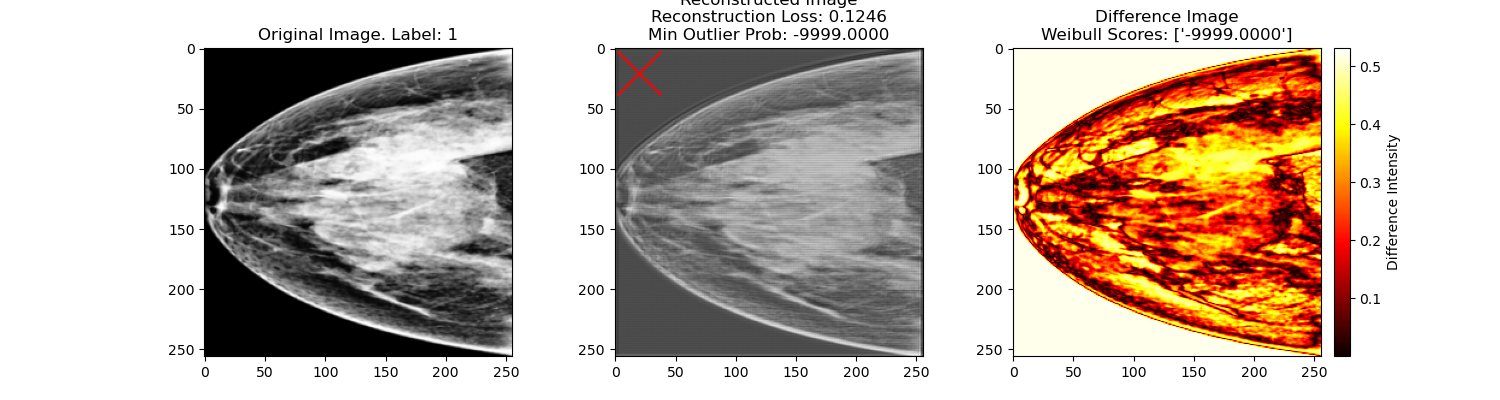 Original Image. Label: 1
Reconstructed Image
Reconstruction Loss: 0.1246
Min Outlier Prob: -9999.0000
Difference Image
Weibull Scores: ['-9999.0000']
0
50
100
150
200
250
0 50 100 150 200 250
0
50
100
150
200
250
0 50 100 150 200 250
0
50
100
150
200
250
0 50 100 150 200 250
0.5
0.4
0.3
0.2
0.1
Difference Intensity